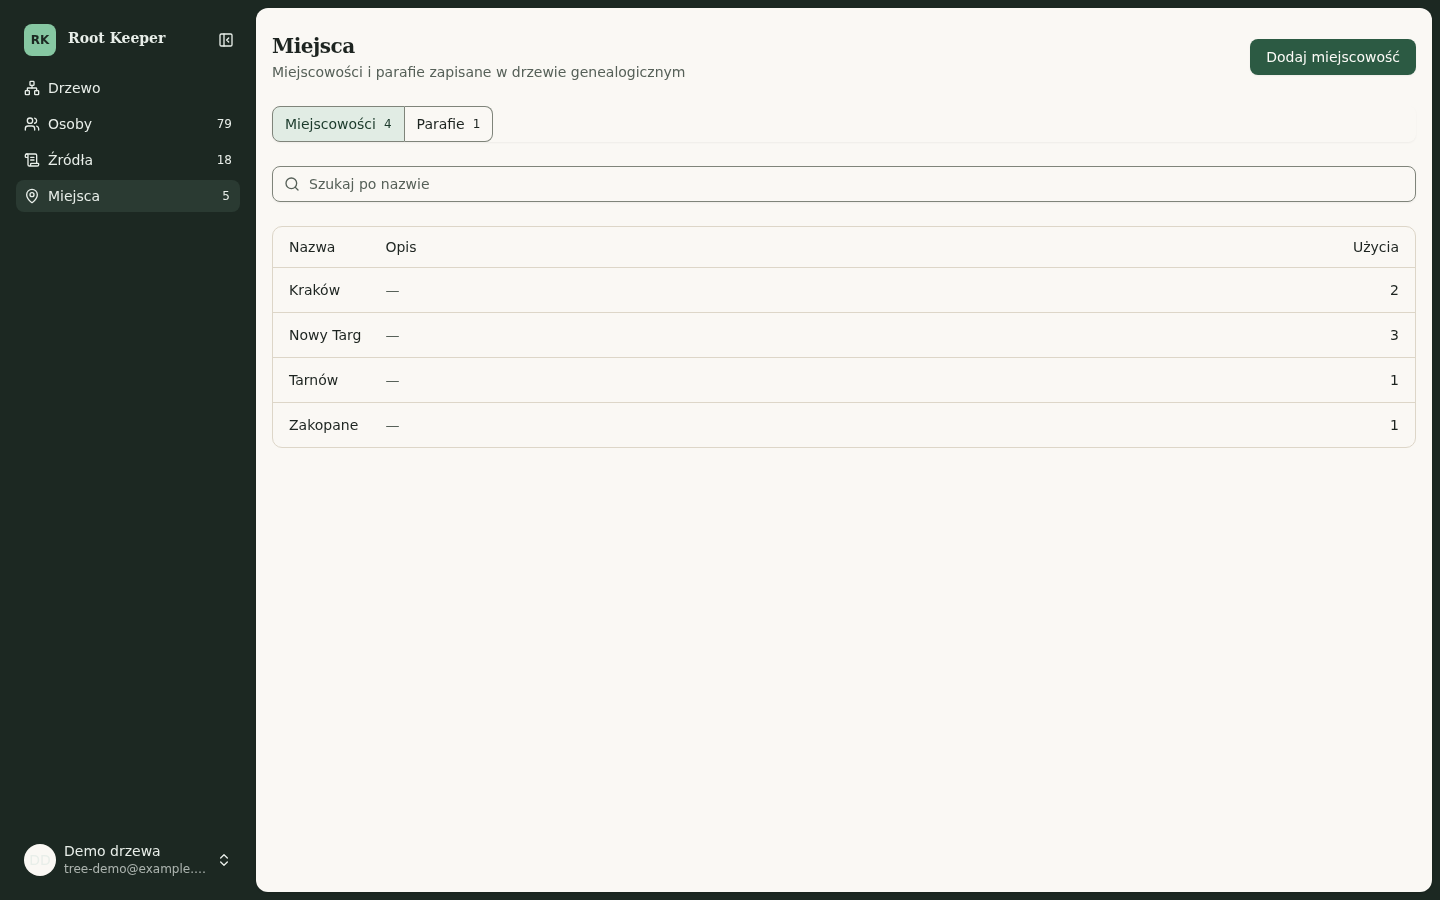 RK Root Keeper
Drzewo
Osoby 79
Źródła 18
Miejsca 5
Miejsca
Miejscowości i parafie zapisane w drzewie genealogicznym
Dodaj miejscowość
Miejscowości 4 Parafie 1
Szukaj po nazwie
Nazwa Opis Użycia
Kraków — 2
Nowy Targ — 3
Tarnów — 1
Zakopane — 1
DD
Demo drzewa
tree-demo@example....